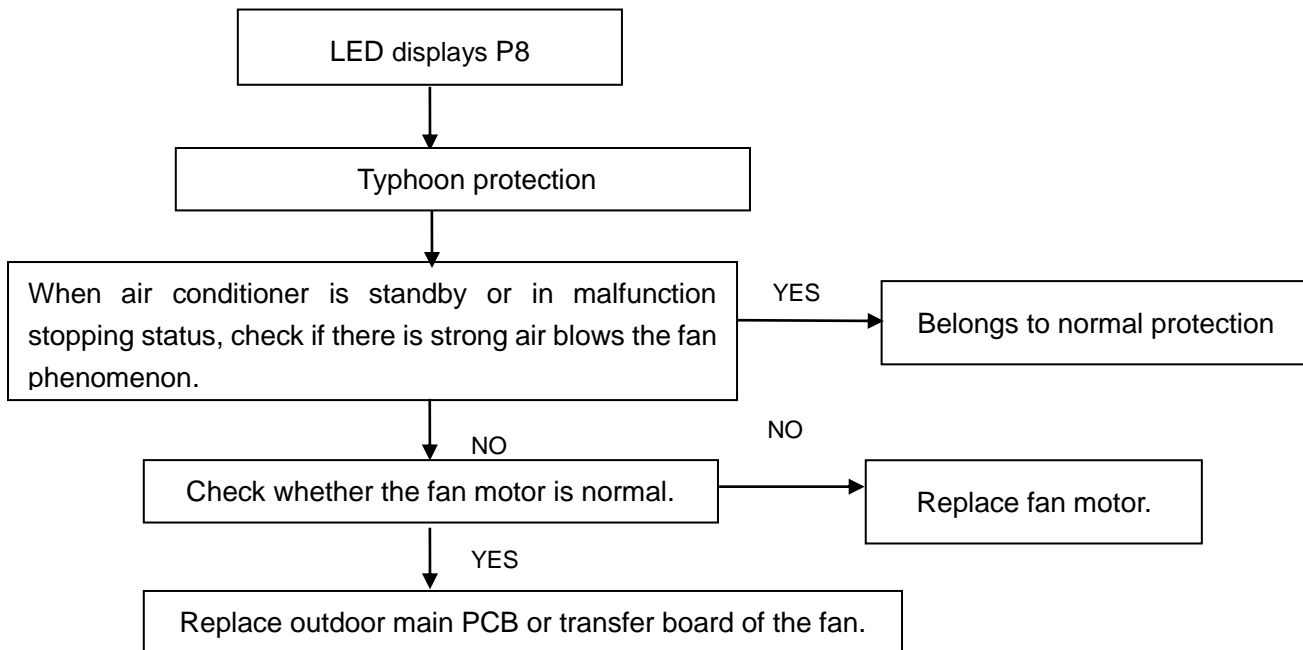 LED displays P8
Typhoon protection
When air conditioner is standby or in malfunction
stopping status, check if there is strong air blows the fan
phenomenon.
YES
Belongs to normal protection
NO
NO
Check whether the fan motor is normal.
Replace fan motor.
YES
Replace outdoor main PCB or transfer board of the fan.